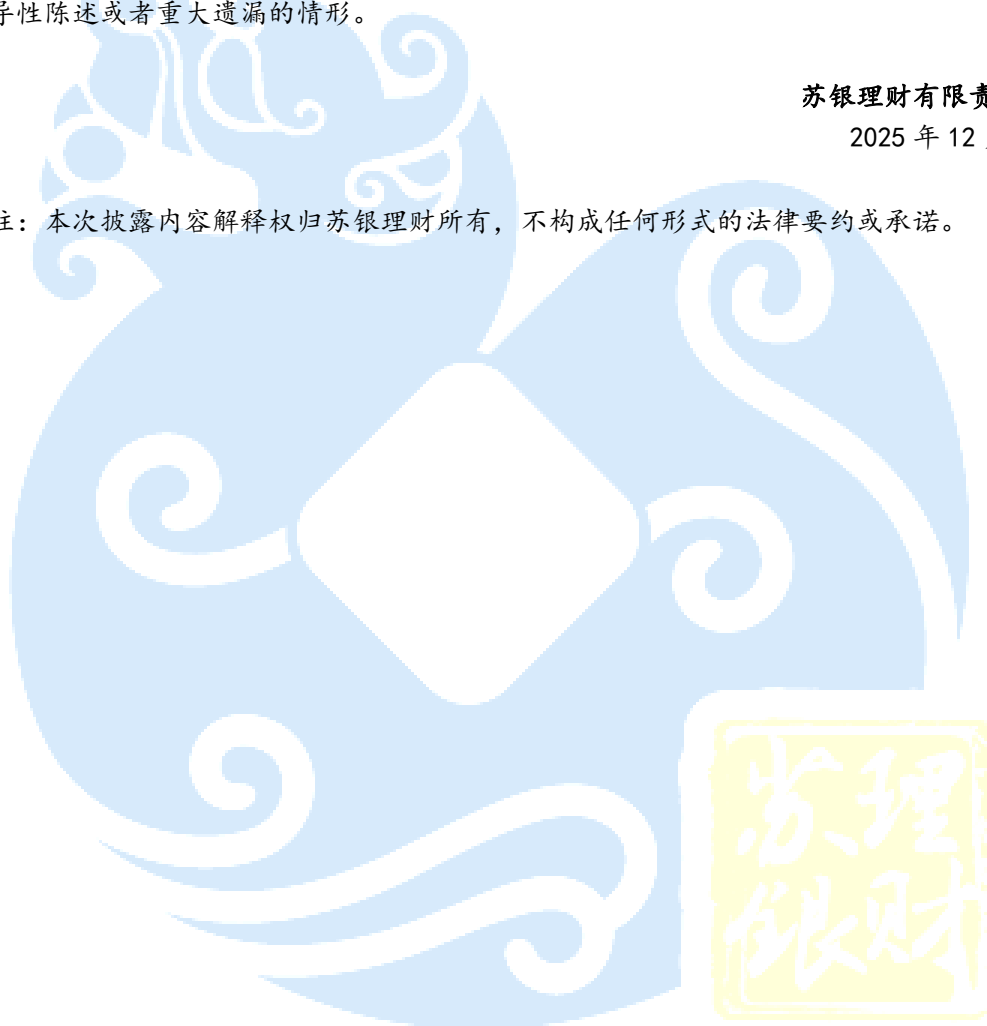 导性陈述或者重大遗漏的情形。
苏银理财有限责
2025 年 12
注：本次披露内容解释权归苏银理财所有，不构成任何形式的法律要约或承诺。
苏理
银财